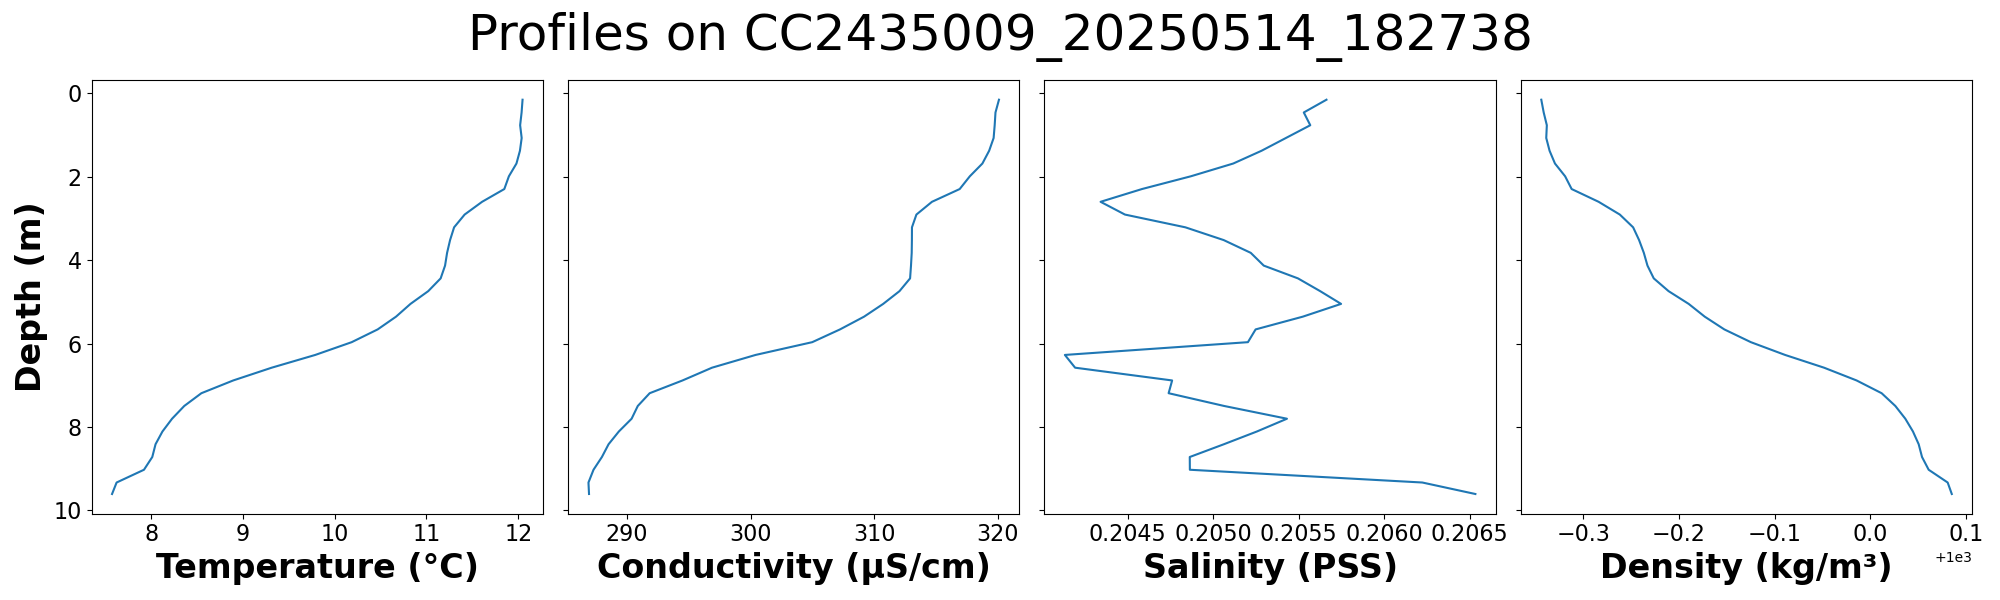 Profiles on CC2435009_20250514_182738
Depth (m)
0
2
4
6
8
10
8 9 10 11 12
Temperature (°C)
290 300 310 320
Conductivity (μS/cm)
0.2045 0.2050 0.2055 0.2060 0.2065
Salinity (PSS)
−0.3 −0.2 −0.1 0.0 0.1
+1e3
Density (kg/m³)